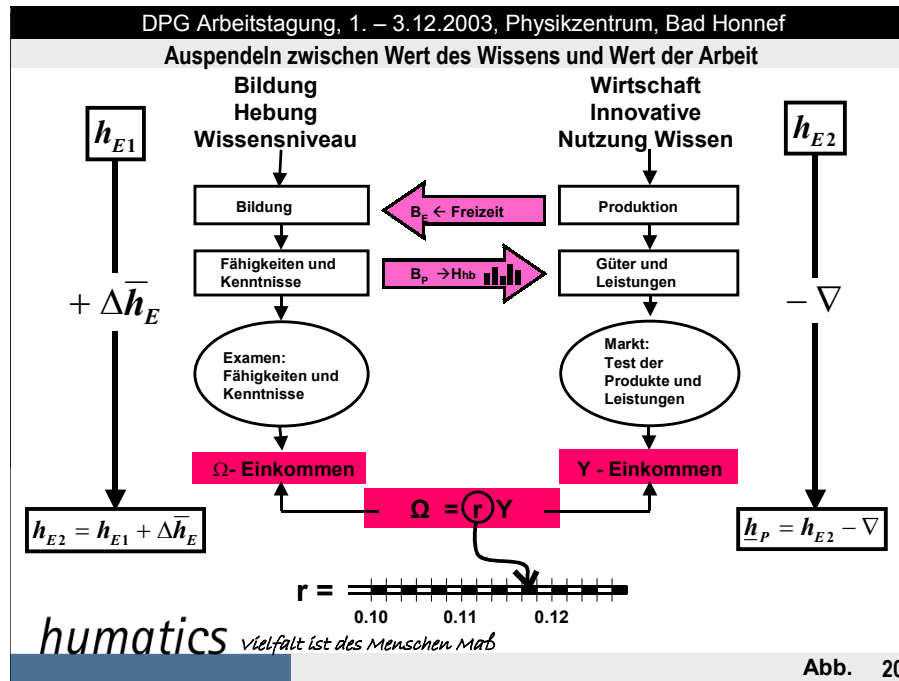 DPG Arbeitstagung, 1. – 3.12.2003, Physikzentrum, Bad Honnef
Auspendeln zwischen Wert des Wissens und Wert der Arbeit
Bildung
Hebung
Wissensniveau
Wirtschaft
Innovative
Nutzung Wissen
h_E1
h_E2
Bildung
B_E ← Freizeit
Produktion
Fähigkeiten und
Kenntnisse
B_P →Hhb
Güter und
Leistungen
+ Δh̅_E
– ∇
Examen:
Fähigkeiten und
Kenntnisse
Markt:
Test der
Produkte und
Leistungen
Ω- Einkommen
Y - Einkommen
Ω = r Y
h_E2 = h_E1 + Δh̅_E
h̲_P = h_E2 – ∇
r =
0.10 0.11 0.12
humatics Vielfalt ist des Menschen Maß
Abb. 20